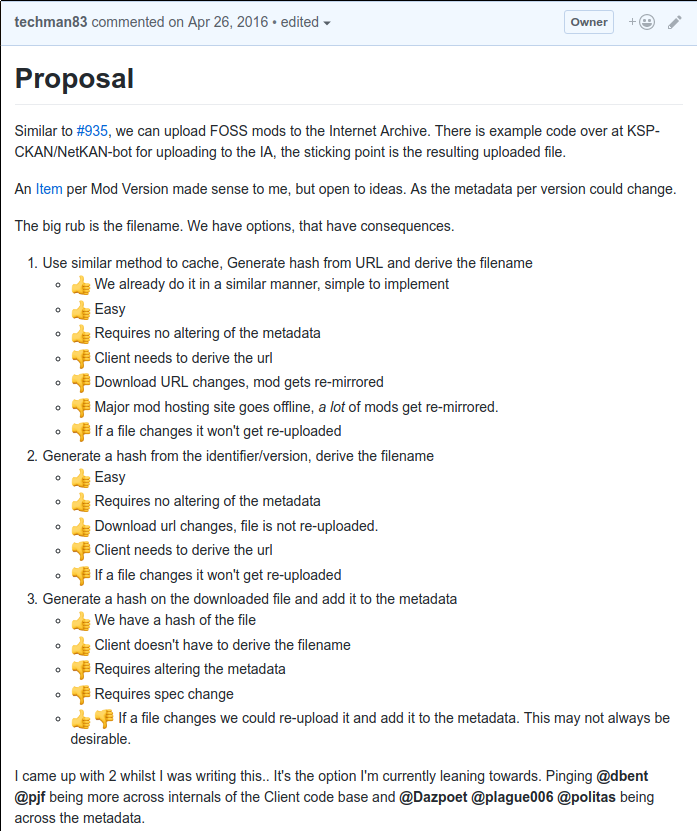 techman83 commented on Apr 26, 2016 • edited
Owner
Proposal
Similar to #935, we can upload FOSS mods to the Internet Archive. There is example code over at KSP-
CKAN/NetKAN-bot for uploading to the IA, the sticking point is the resulting uploaded file.
An Item per Mod Version made sense to me, but open to ideas. As the metadata per version could change.
The big rub is the filename. We have options, that have consequences.
1. Use similar method to cache, Generate hash from URL and derive the filename
◦ 👍 We already do it in a similar manner, simple to implement
◦ 👍 Easy
◦ 👍 Requires no altering of the metadata
◦ 👎 Client needs to derive the url
◦ 👎 Download URL changes, mod gets re-mirrored
◦ 👎 Major mod hosting site goes offline, a lot of mods get re-mirrored.
◦ 👎 If a file changes it won't get re-uploaded
2. Generate a hash from the identifier/version, derive the filename
◦ 👍 Easy
◦ 👍 Requires no altering of the metadata
◦ 👍 Download url changes, file is not re-uploaded.
◦ 👎 Client needs to derive the url
◦ 👎 If a file changes it won't get re-uploaded
3. Generate a hash on the downloaded file and add it to the metadata
◦ 👍 We have a hash of the file
◦ 👍 Client doesn't have to derive the filename
◦ 👎 Requires altering the metadata
◦ 👎 Requires spec change
◦ 👍 👎 If a file changes we could re-upload it and add it to the metadata. This may not always be
desirable.
I came up with 2 whilst I was writing this.. It's the option I'm currently leaning towards. Pinging @dbent
@pjf being more across internals of the Client code base and @Dazpoet @plague006 @politas being
across the metadata.